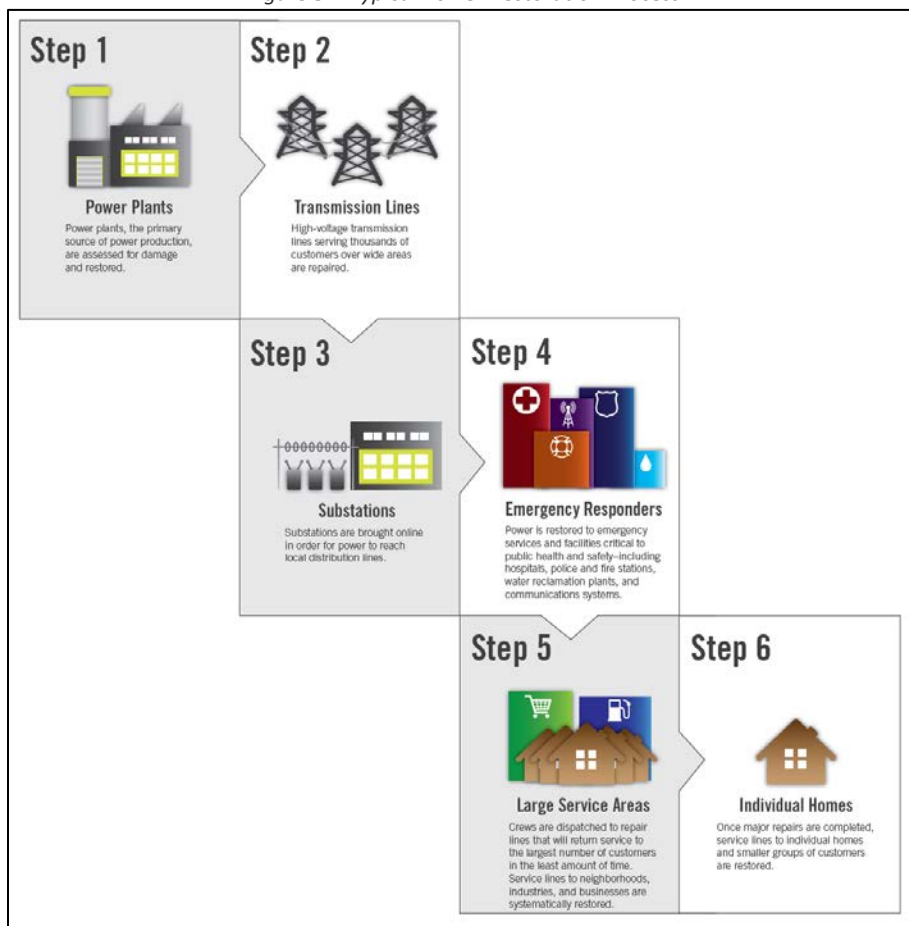 Step 1
Power Plants
Power plants, the primary
source of power production,
are assessed for damage
and restored.
Step 2
Transmission Lines
High-voltage transmission
lines serving thousands of
customers over wide areas
are repaired.
Step 3
Substations
Substations are brought online
in order for power to reach
local distribution lines.
Step 4
Emergency Responders
Power is restored to emergency
services and facilities critical to
public health and safety–including
hospitals, police and fire stations,
water reclamation plants, and
communications systems.
Step 5
Large Service Areas
Crews are dispatched to repair
lines that will return service to
the largest number of customers
in the least amount of time.
Service lines to neighborhoods,
industries, and businesses are
systematically restored.
Step 6
Individual Homes
Once major repairs are completed,
service lines to individual homes
and smaller groups of customers
are restored.